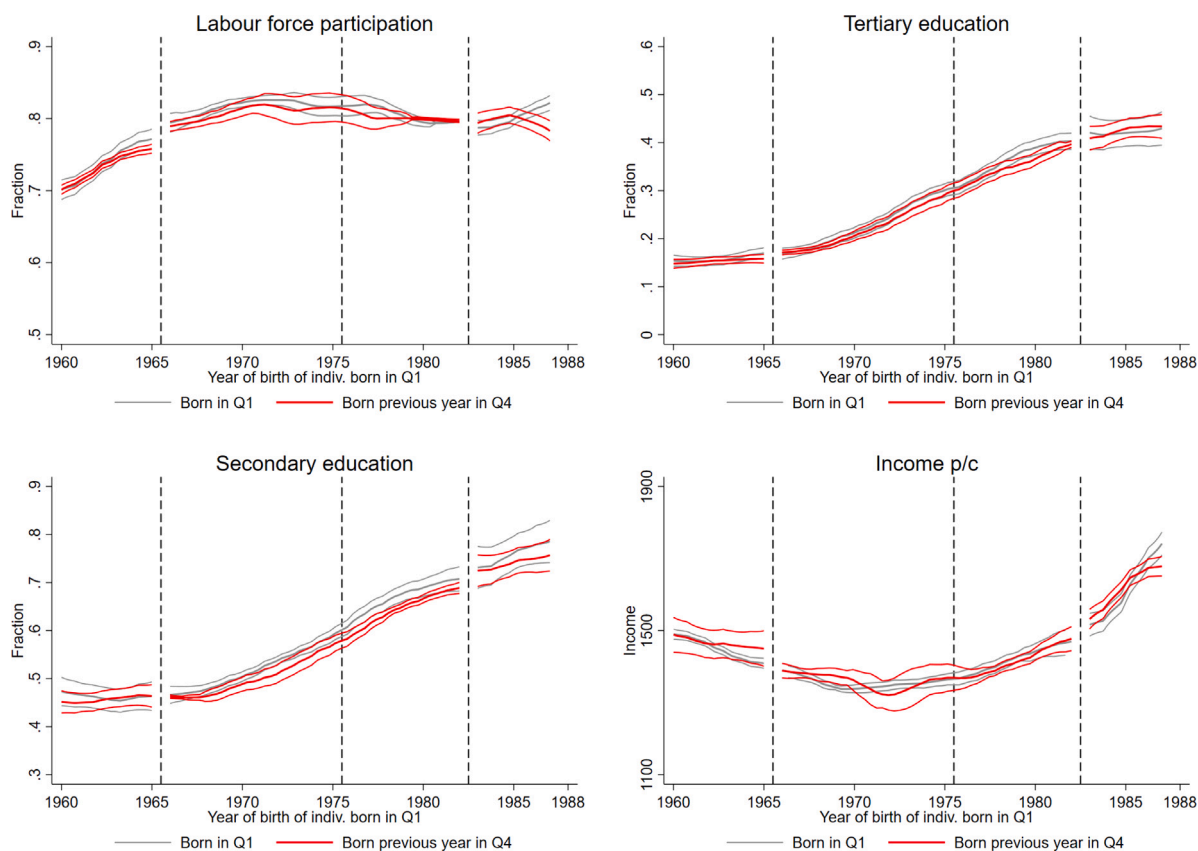 Labour force participation
Fraction
.9
.8
.7
.6
.5
1960 1965 1970 1975 1980 1985 1988
Year of birth of indiv. born in Q1
Born in Q1 Born previous year in Q4
Tertiary education
Fraction
.6
.5
.4
.3
.2
.1
0
1960 1965 1970 1975 1980 1985 1988
Year of birth of indiv. born in Q1
Born in Q1 Born previous year in Q4
Secondary education
Fraction
.9
.8
.7
.6
.5
.4
.3
1960 1965 1970 1975 1980 1985 1988
Year of birth of indiv. born in Q1
Born in Q1 Born previous year in Q4
Income p/c
Income
1900
1500
1100
1960 1965 1970 1975 1980 1985 1988
Year of birth of indiv. born in Q1
Born in Q1 Born previous year in Q4